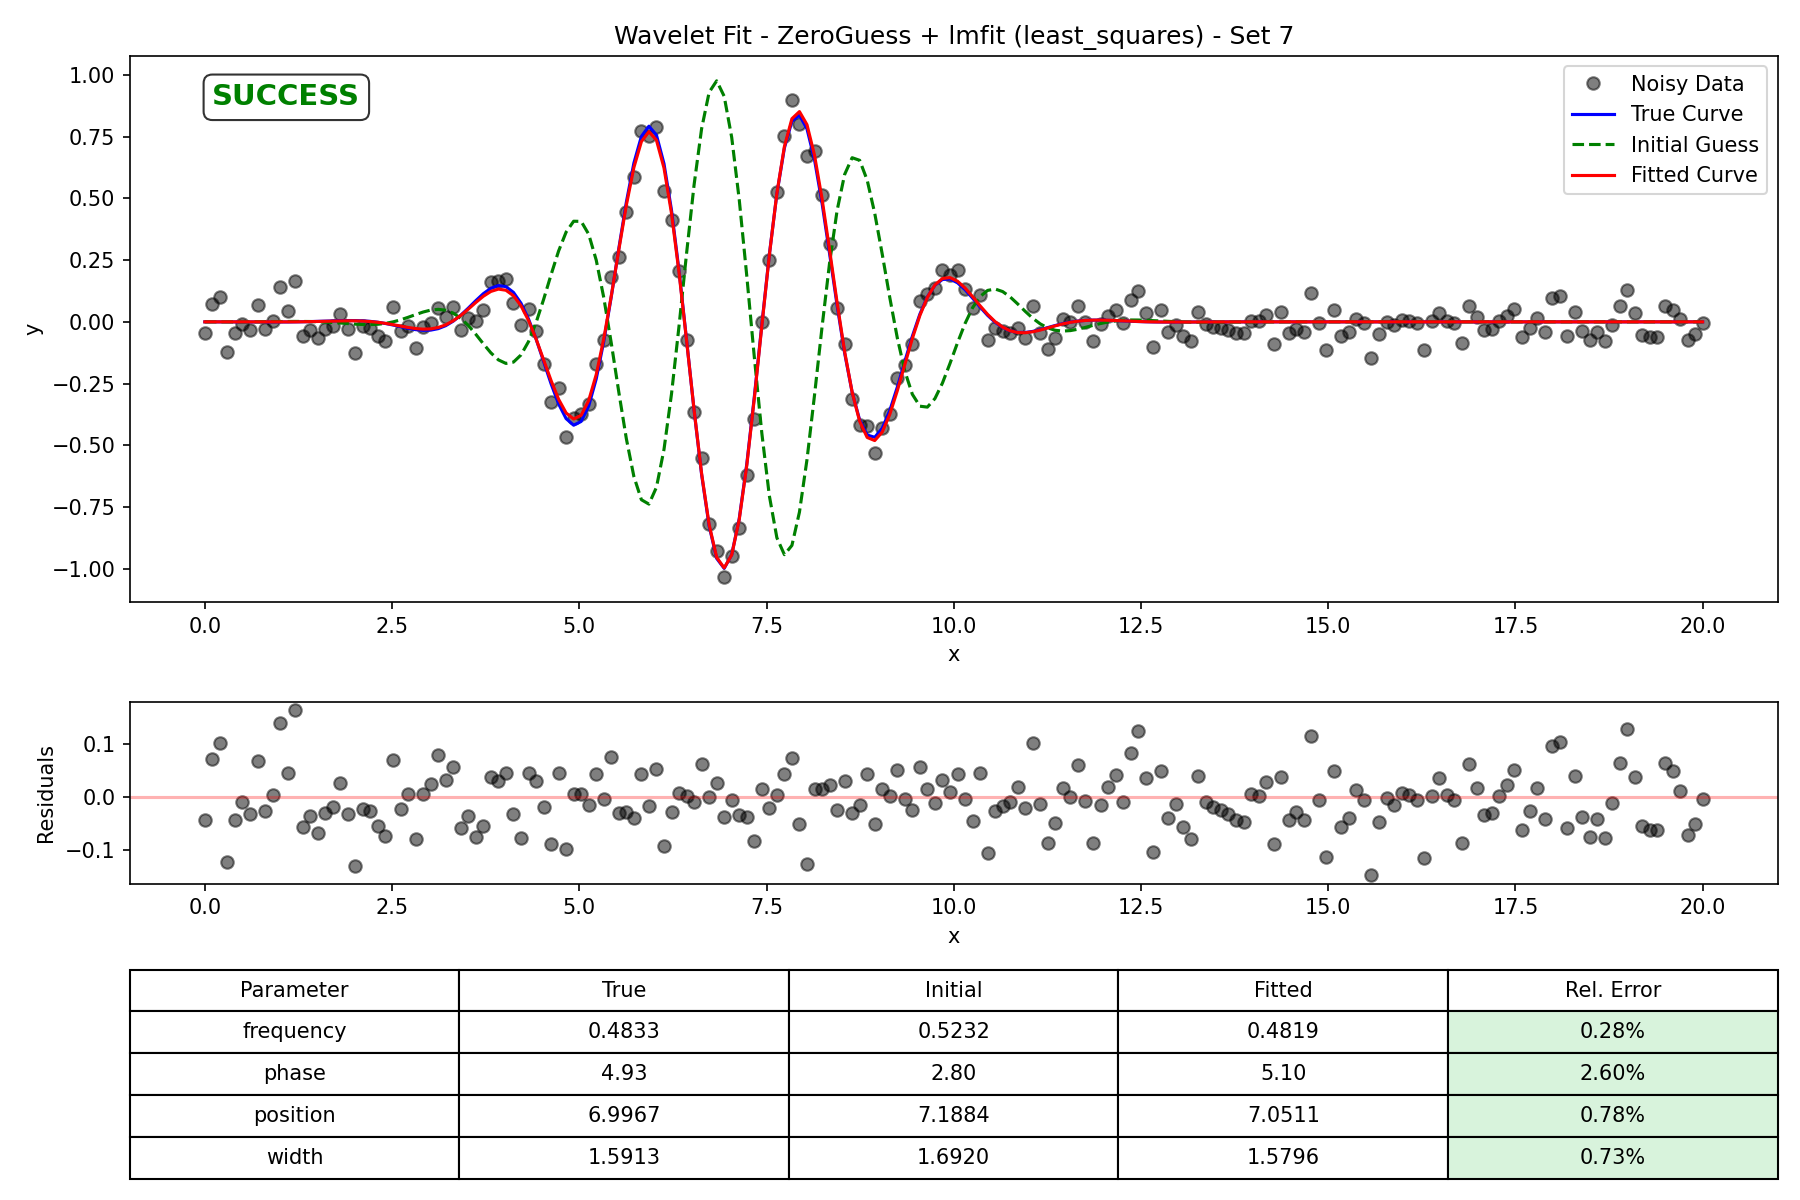 Wavelet Fit - ZeroGuess + lmfit (least_squares) - Set 7
SUCCESS
Noisy Data
True Curve
Initial Guess
Fitted Curve
1.00
0.75
0.50
0.25
0.00
−0.25
−0.50
−0.75
−1.00
y
0.0 2.5 5.0 7.5 10.0 12.5 15.0 17.5 20.0
x
0.1
0.0
−0.1
Residuals
0.0 2.5 5.0 7.5 10.0 12.5 15.0 17.5 20.0
x
Parameter True Initial Fitted Rel. Error
frequency 0.4833 0.5232 0.4819 0.28%
phase 4.93 2.80 5.10 2.60%
position 6.9967 7.1884 7.0511 0.78%
width 1.5913 1.6920 1.5796 0.73%